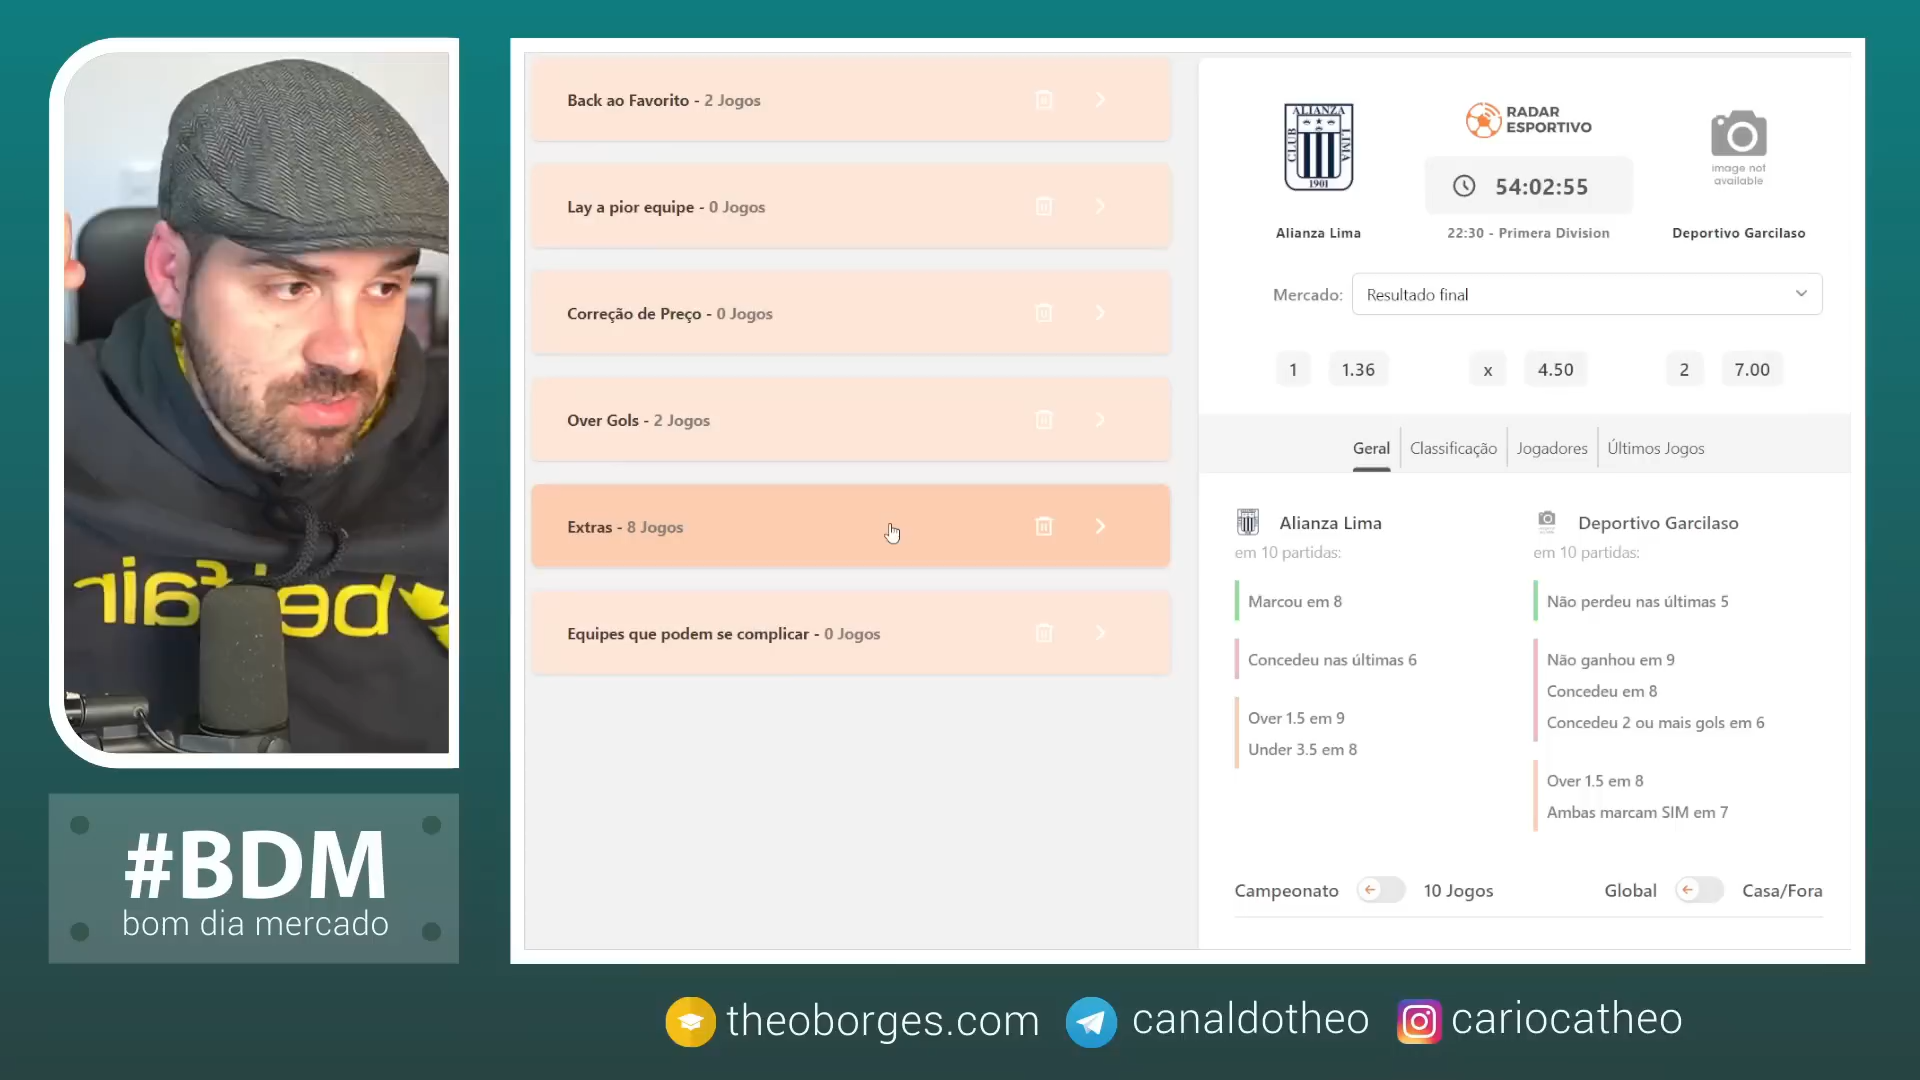 Back ao Favorito - 2 Jogos
Lay a pior equipe - 0 Jogos
Correção de Preço - 0 Jogos
Over Gols - 2 Jogos
Extras - 8 Jogos
Equipes que podem se complicar - 0 Jogos
ALIANZA
CLUB
LIMA
1901
RADAR
ESPORTIVO
image not
available
54:02:55
Alianza Lima
22:30 - Primera Division
Deportivo Garcilaso
Mercado:
Resultado final
1
1.36
x
4.50
2
7.00
Geral
Classificação
Jogadores
Últimos Jogos
Alianza Lima
em 10 partidas:
Marcou em 8
Concedeu nas últimas 6
Over 1.5 em 9
Under 3.5 em 8
Deportivo Garcilaso
em 10 partidas:
Não perdeu nas últimas 5
Não ganhou em 9
Concedeu em 8
Concedeu 2 ou mais gols em 6
Over 1.5 em 8
Ambas marcam SIM em 7
Campeonato
10 Jogos
Global
Casa/Fora
betfair
#BDM
bom dia mercado
theoborges.com
canaldotheo
cariocatheo